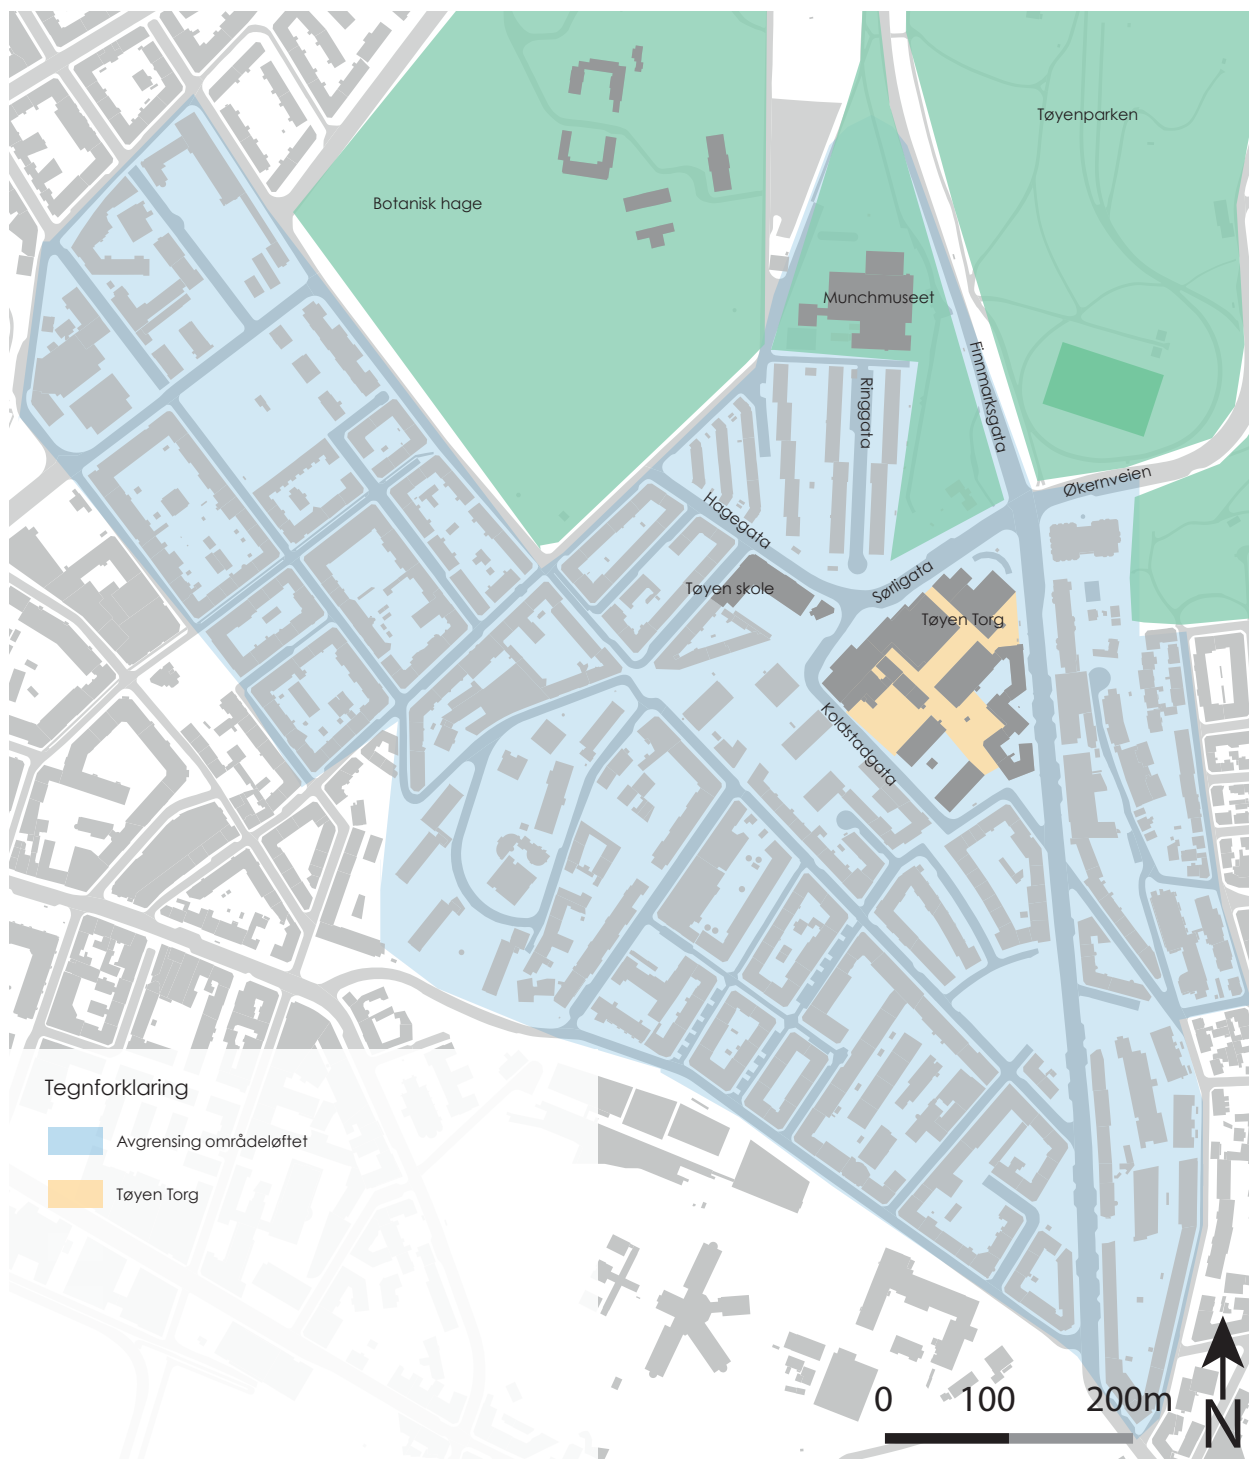 Tøyenparken
Botanisk hage
Munchmuseet
Finnmarksgata
Ringgata
Økernveien
Hagegata
Sørligata
Tøyen skole
Tøyen Torg
Koldstadgata
Tegnforklaring
Avgrensing områdeløftet
Tøyen Torg
0 100 200m
N